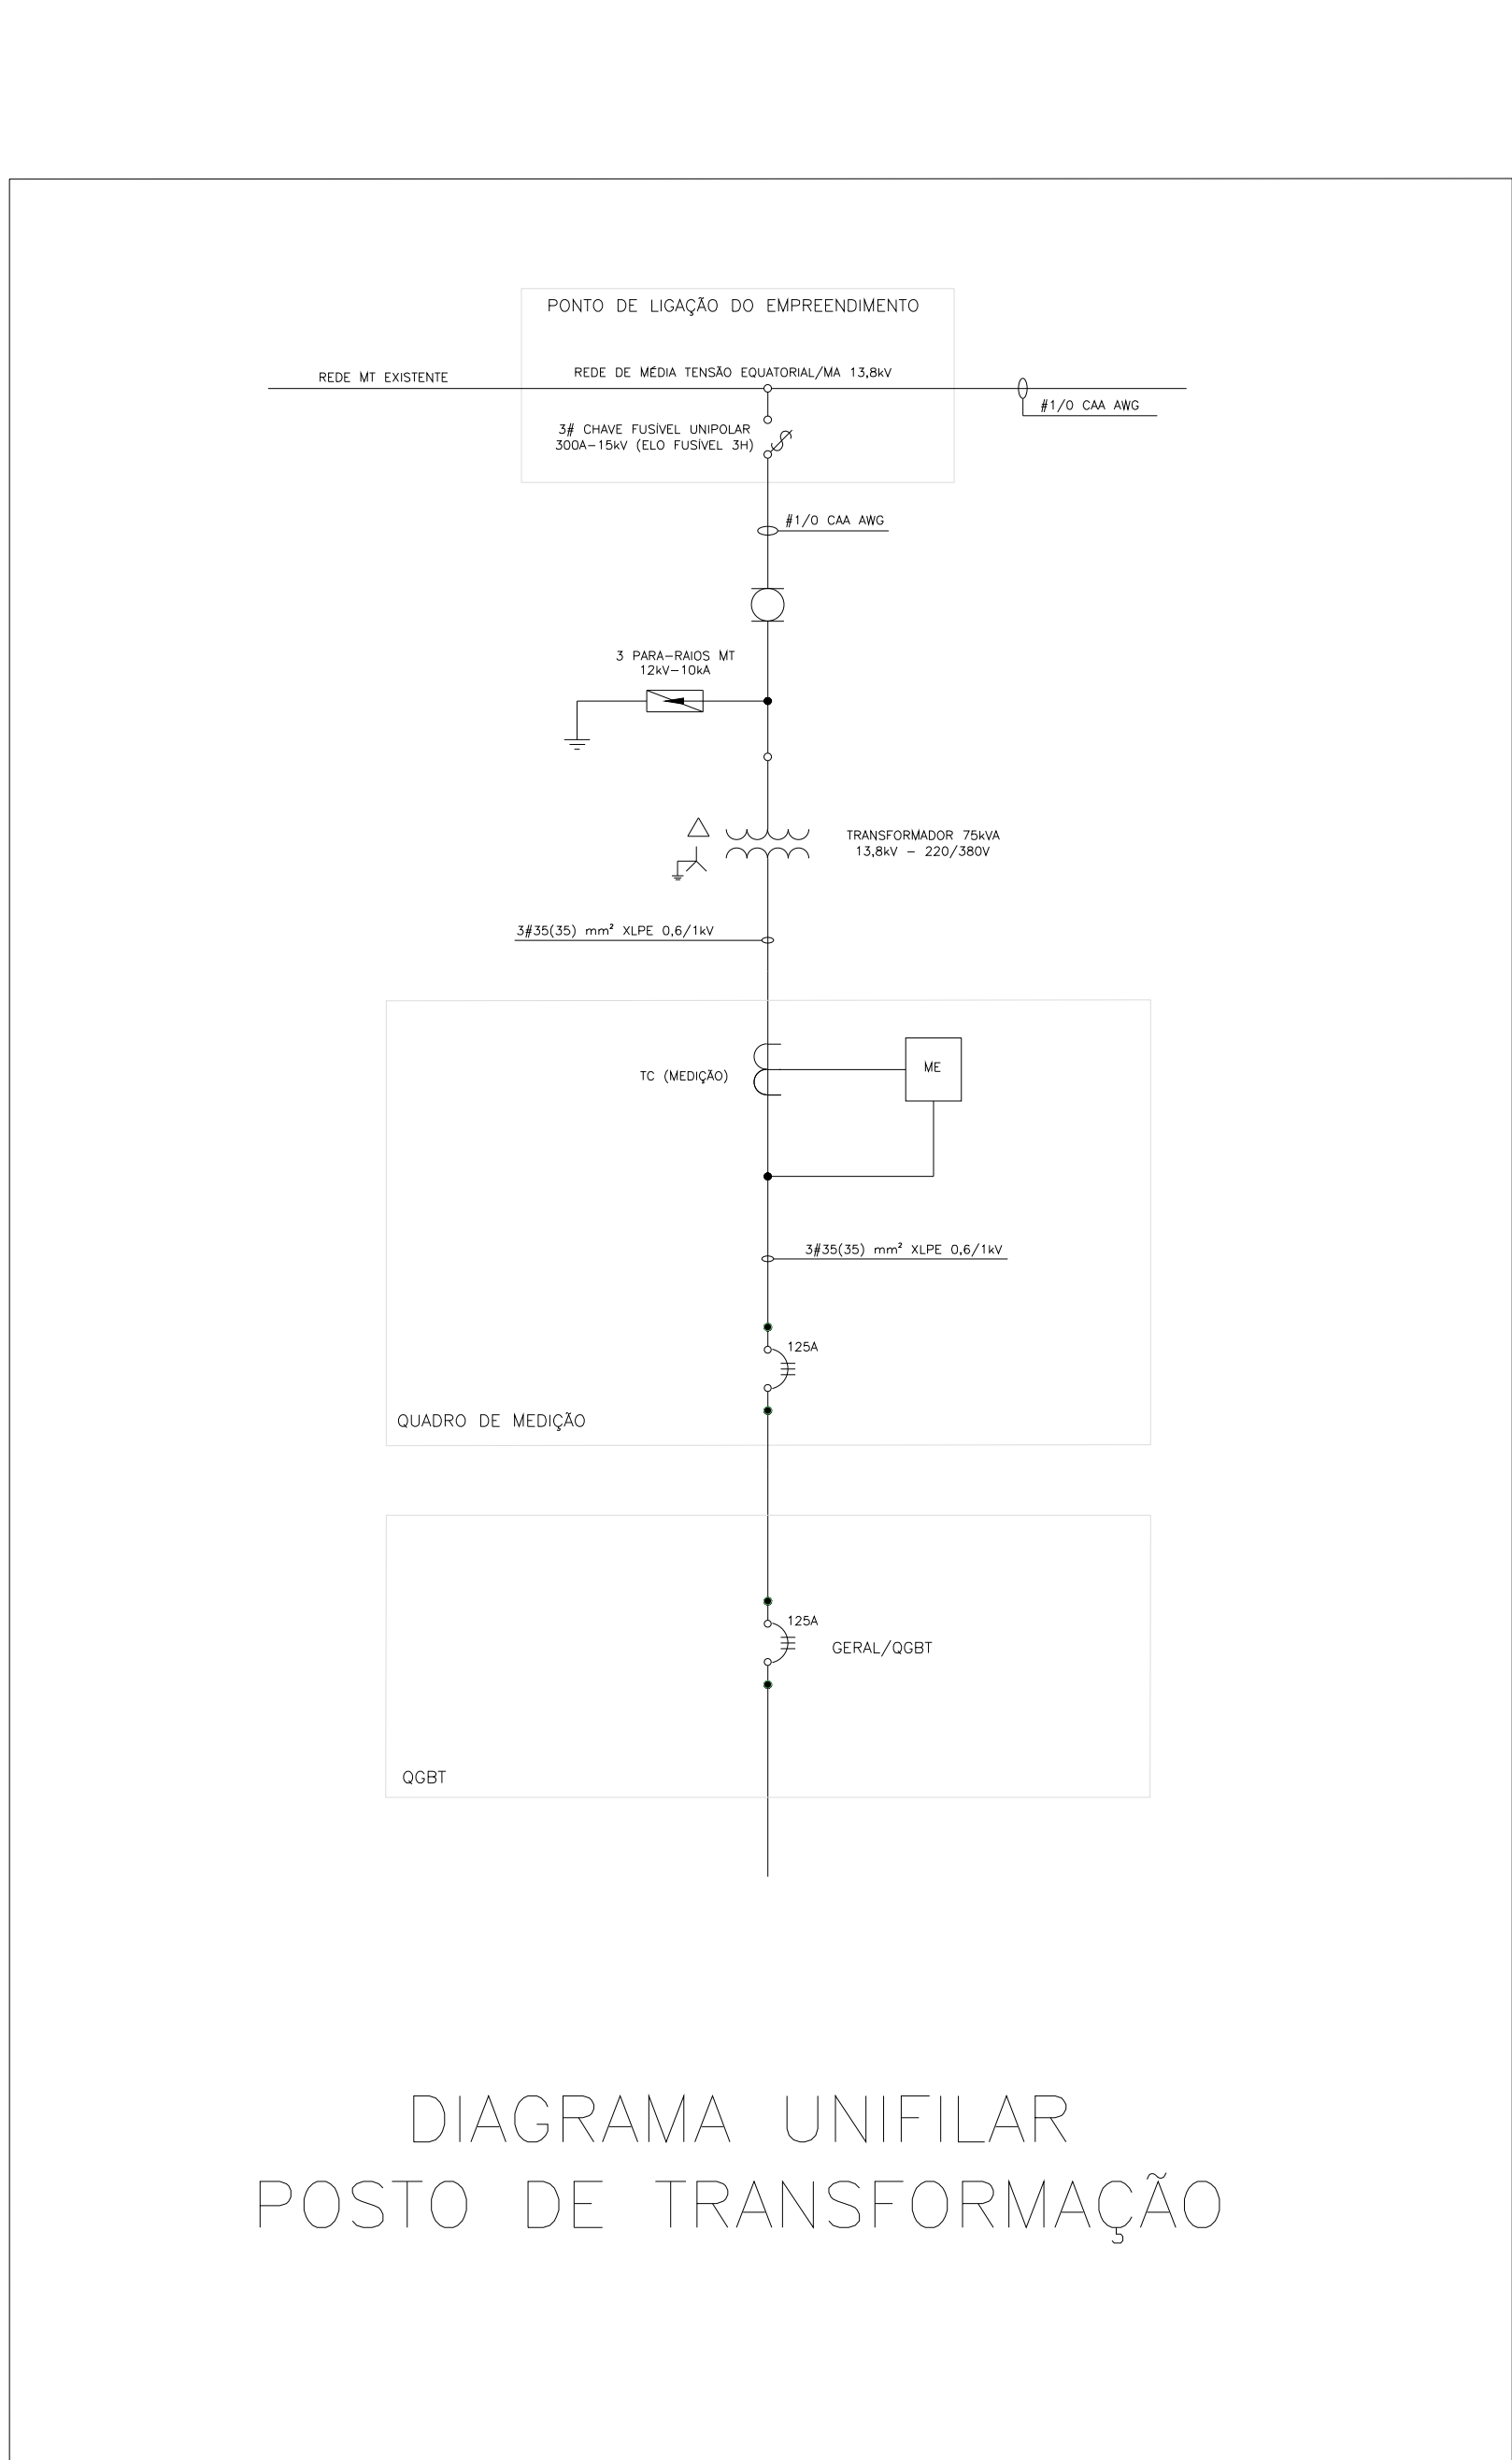 PONTO DE LIGAÇÃO DO EMPREENDIMENTO
REDE MT EXISTENTE
REDE DE MÉDIA TENSÃO EQUATORIAL/MA 13,8kV
#1/0 CAA AWG
3# CHAVE FUSÍVEL UNIPOLAR
300A-15kV (ELO FUSÍVEL 3H)
#1/0 CAA AWG
3 PARA-RAIOS MT
12kV-10kA
TRANSFORMADOR 75kVA
13,8kV - 220/380V
3#35(35) mm² XLPE 0,6/1kV
TC (MEDIÇÃO)
ME
3#35(35) mm² XLPE 0,6/1kV
125A
QUADRO DE MEDIÇÃO
125A
GERAL/QGBT
QGBT
DIAGRAMA UNIFILAR
POSTO DE TRANSFORMAÇÃO